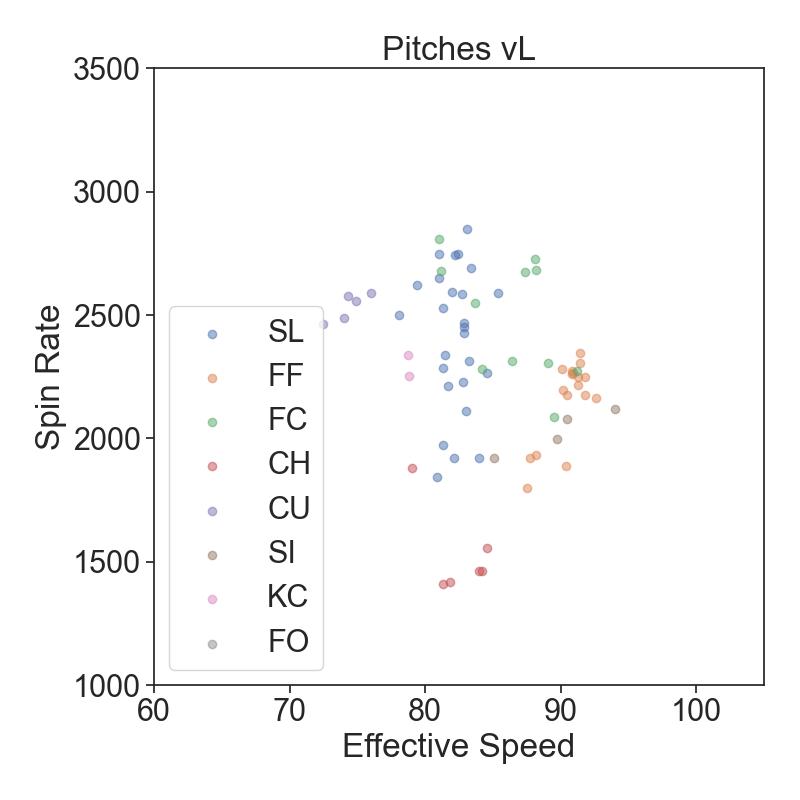 Pitches vL
3500
3000
2500
2000
1500
1000
Spin Rate
SL
FF
FC
CH
CU
SI
KC
FO
60
70
80
90
100
Effective Speed